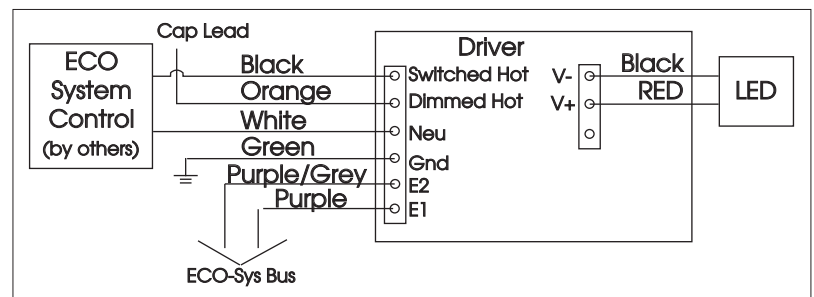 Cap Lead
ECO
System
Control
(by others)
Black
Orange
White
Green
Purple/Grey
Purple
ECO-Sys Bus
Driver
Switched Hot
Dimmed Hot
Neu
Gnd
E2
E1
V-
V+
Black
RED
LED